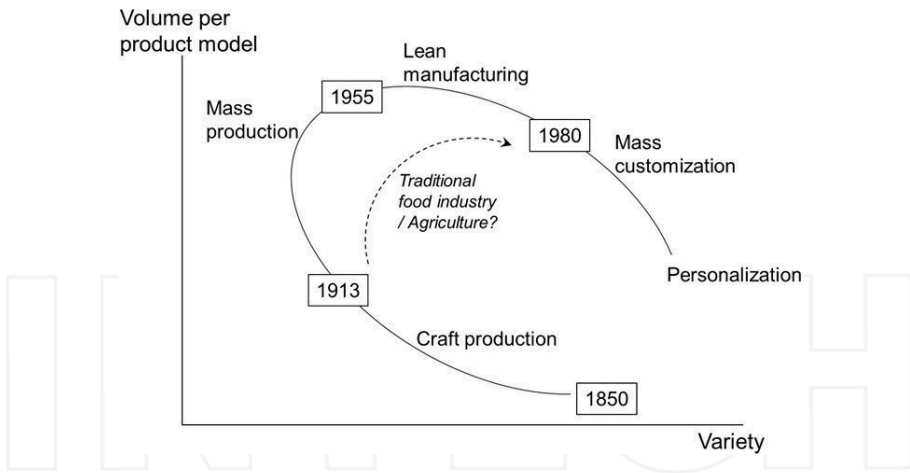 Volume per
product model
Lean
manufacturing
1955
Mass
production
1980
Mass
customization
Traditional
food industry
/ Agriculture?
Personalization
1913
Craft production
1850
Variety
INTECH